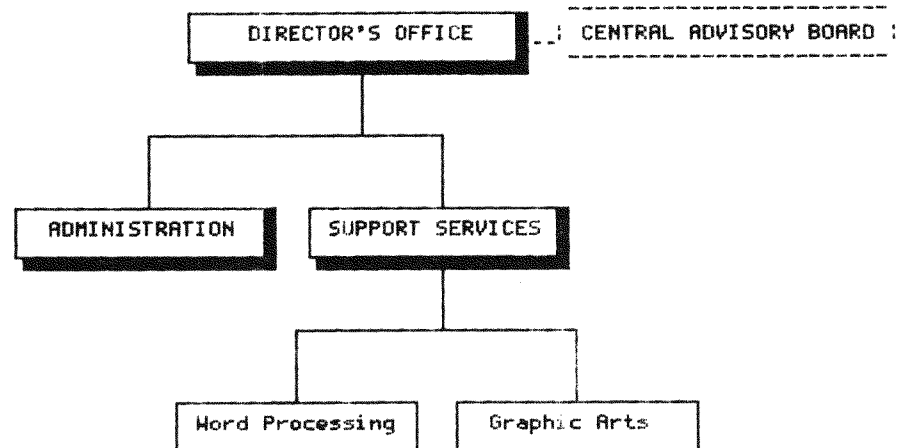 DIRECTOR'S OFFICE
CENTRAL ADVISORY BOARD
ADMINISTRATION
SUPPORT SERVICES
Word Processing
Graphic Arts